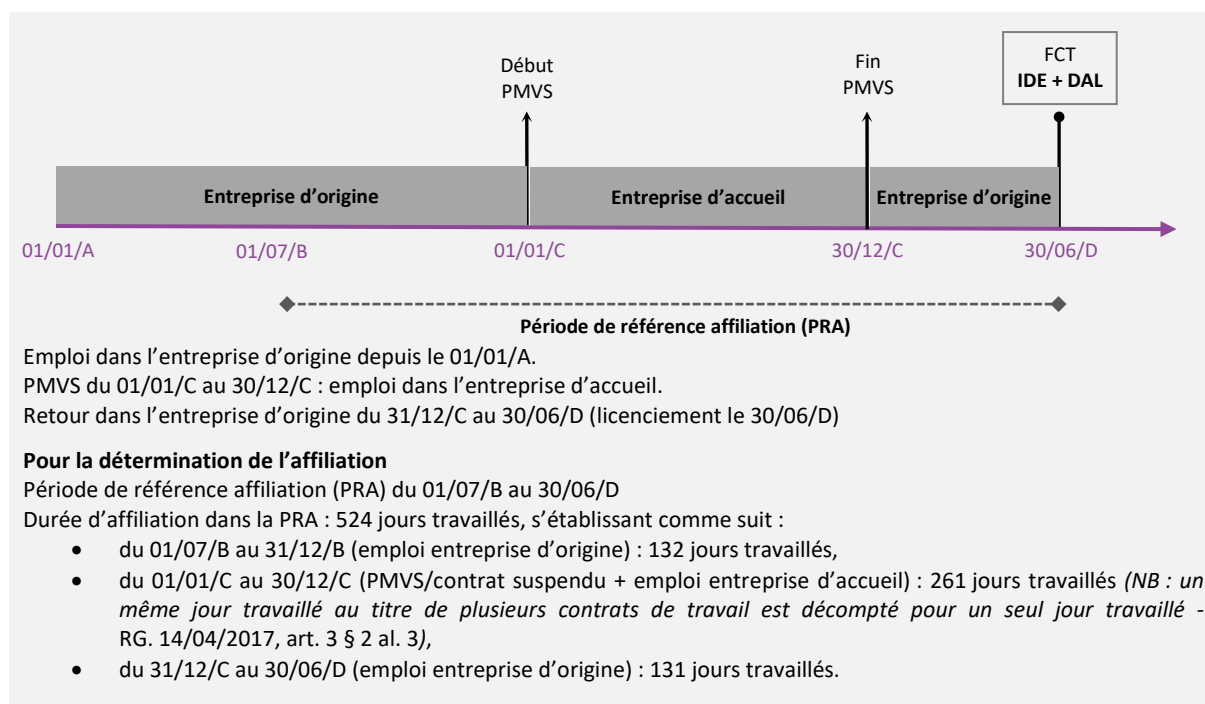 Début
PMVS
Fin
PMVS
FCT
IDE + DAL
Entreprise d’origine
Entreprise d’accueil
Entreprise d’origine
01/01/A
01/07/B
01/01/C
30/12/C
30/06/D
Période de référence affiliation (PRA)
Emploi dans l’entreprise d’origine depuis le 01/01/A.
PMVS du 01/01/C au 30/12/C : emploi dans l’entreprise d’accueil.
Retour dans l’entreprise d’origine du 31/12/C au 30/06/D (licenciement le 30/06/D)
Pour la détermination de l’affiliation
Période de référence affiliation (PRA) du 01/07/B au 30/06/D
Durée d’affiliation dans la PRA : 524 jours travaillés, s’établissant comme suit :
• du 01/07/B au 31/12/B (emploi entreprise d’origine) : 132 jours travaillés,
• du 01/01/C au 30/12/C (PMVS/contrat suspendu + emploi entreprise d’accueil) : 261 jours travaillés (NB : un
même jour travaillé au titre de plusieurs contrats de travail est décompté pour un seul jour travaillé -
RG. 14/04/2017, art. 3 § 2 al. 3),
• du 31/12/C au 30/06/D (emploi entreprise d’origine) : 131 jours travaillés.